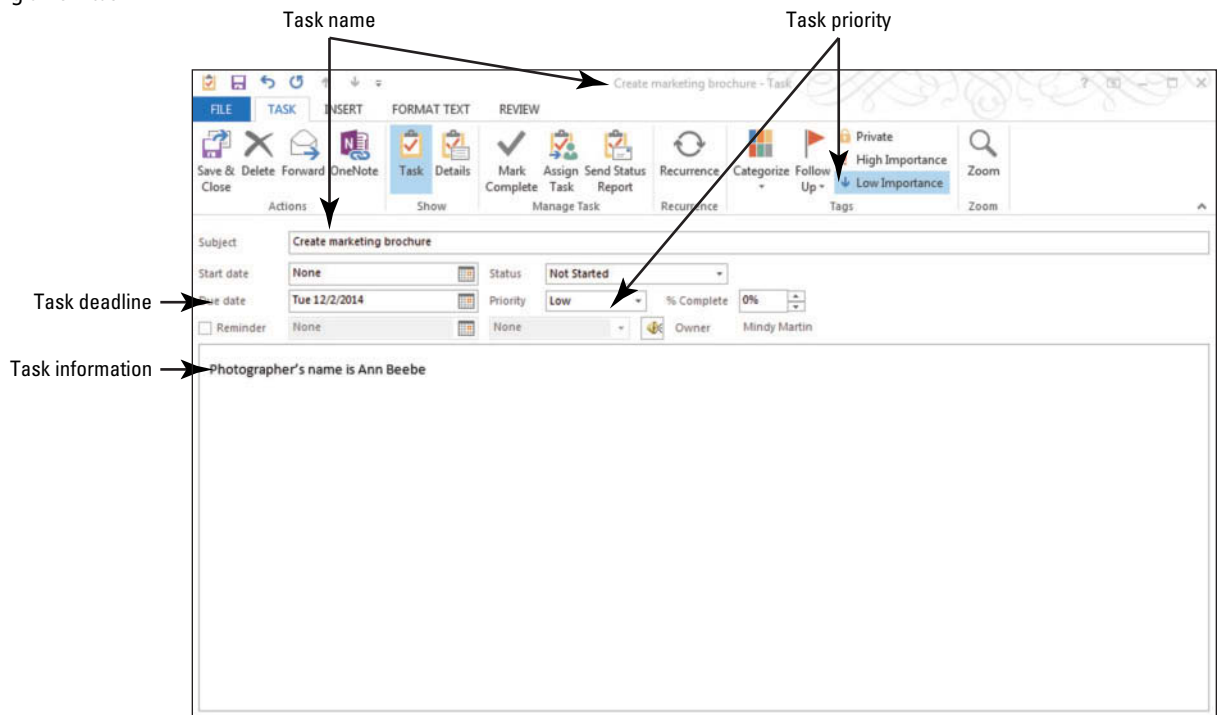 Task name Task priority
Create marketing brochure - Task
FILE TASK INSERT FORMAT TEXT REVIEW
Save & Close Delete Forward OneNote Task Details Mark Complete Assign Task Send Status Report Recurrence Categorize Follow Up Private High Importance Low Importance Zoom
Actions Show Manage Task Recurrence Tags Zoom
Subject Create marketing brochure
Start date None Status Not Started
Task deadline Due date Tue 12/2/2014 Priority Low % Complete 0%
Reminder None None Owner Mindy Martin
Task information Photographer's name is Ann Beebe